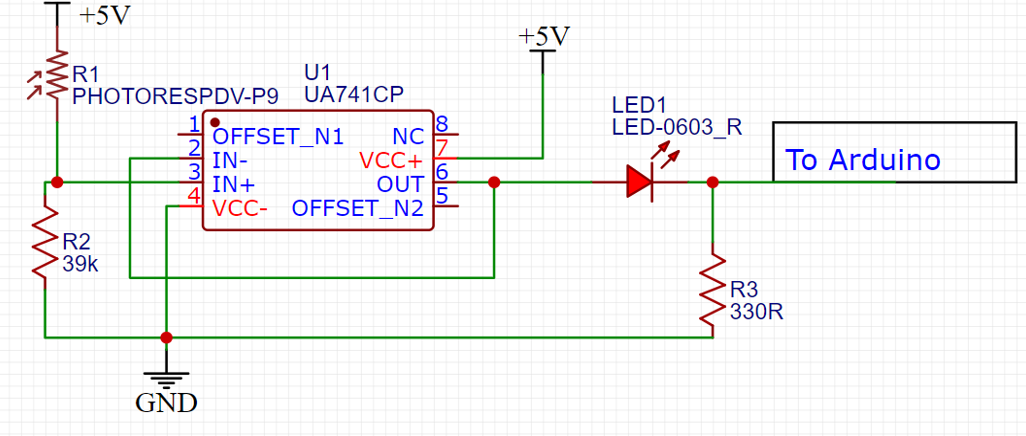 +5V
R1
PHOTORESPDV-P9
U1
UA741CP
1 OFFSET_N1 NC 8
2 IN- VCC+ 7
3 IN+ OUT 6
4 VCC- OFFSET_N2 5
+5V
LED1
LED-0603_R
To Arduino
R2
39k
R3
330R
GND